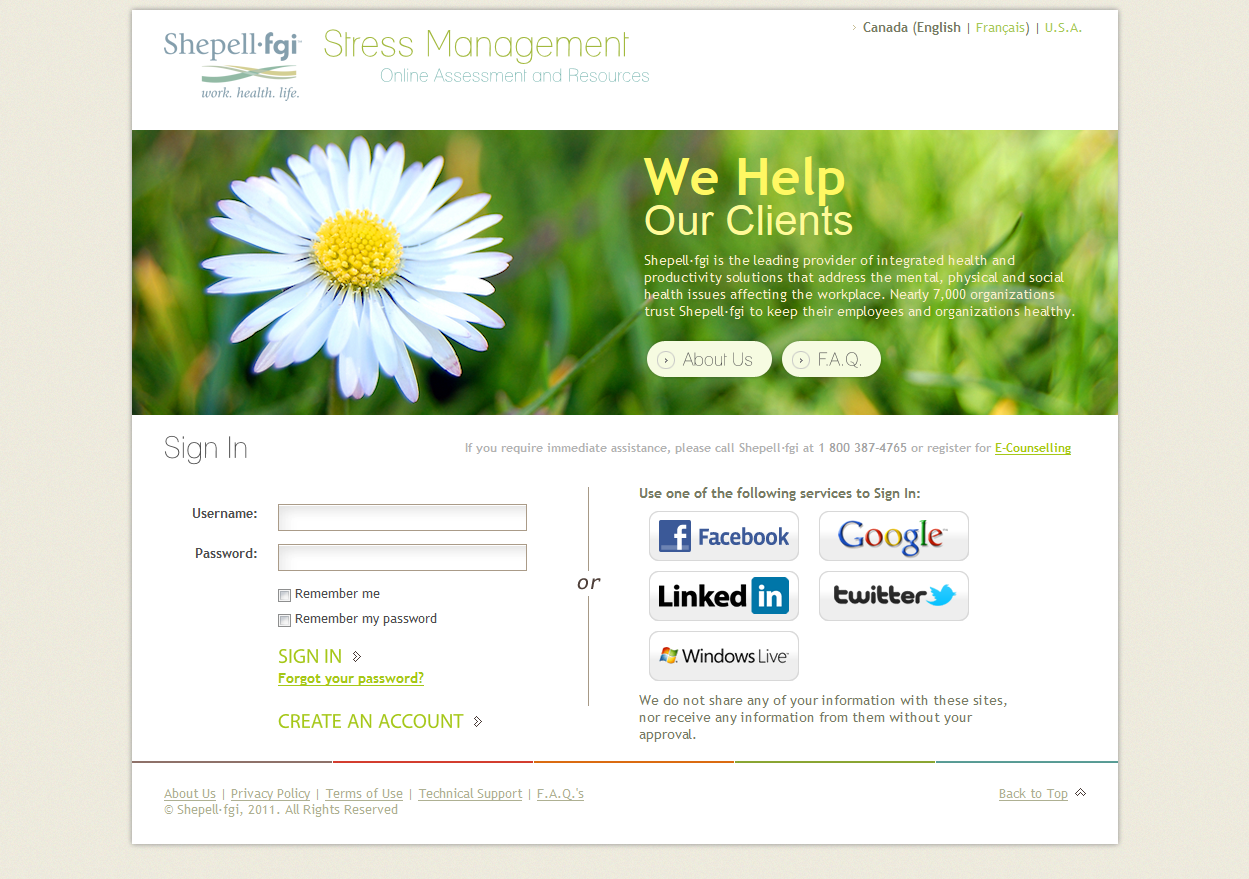 Shepell·fgi™
work. health. life.
Stress Management
Online Assessment and Resources
Canada (English | Français) | U.S.A.
We Help
Our Clients
Shepell·fgi is the leading provider of integrated health and
productivity solutions that address the mental, physical and social
health issues affecting the workplace. Nearly 7,000 organizations
trust Shepell·fgi to keep their employees and organizations healthy.
About Us
F.A.Q.
Sign In
If you require immediate assistance, please call Shepell·fgi at 1 800 387-4765 or register for E-Counselling
Username:
Password:
Remember me
Remember my password
SIGN IN
Forgot your password?
CREATE AN ACCOUNT
or
Use one of the following services to Sign In:
Facebook
Google™
Linked in
twitter
Windows Live™
We do not share any of your information with these sites,
nor receive any information from them without your
approval.
About Us | Privacy Policy | Terms of Use | Technical Support | F.A.Q.'s
© Shepell·fgi, 2011. All Rights Reserved
Back to Top